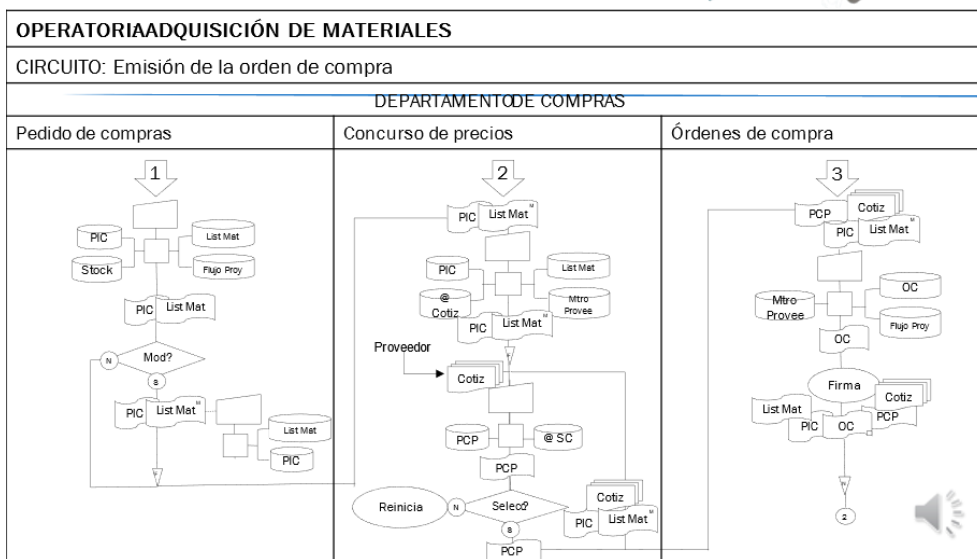 OPERATORIAADQUISICIÓN DE MATERIALES
CIRCUITO: Emisión de la orden de compra
DEPARTAMENTODE COMPRAS
Pedido de compras
Concurso de precios
Órdenes de compra
1
PIC
List Mat
Stock
Flujo Proy
PIC
List Mat
Mod?
N
S
PIC
List Mat
M
List Mat
PIC
2
PIC
List Mat
M
PIC
List Mat
@
Cotiz
Mtro
Provee
PIC
List Mat
M
Proveedor
Cotiz
PCP
@ SC
PCP
Reinicia
N
Selecc?
S
PCP
Cotiz
PIC
List Mat
M
3
PCP
Cotiz
PIC
List Mat
M
Mtro
Provee
OC
Flujo Proy
OC
Firma
Cotiz
List Mat
PIC
OC
PCP
N
2